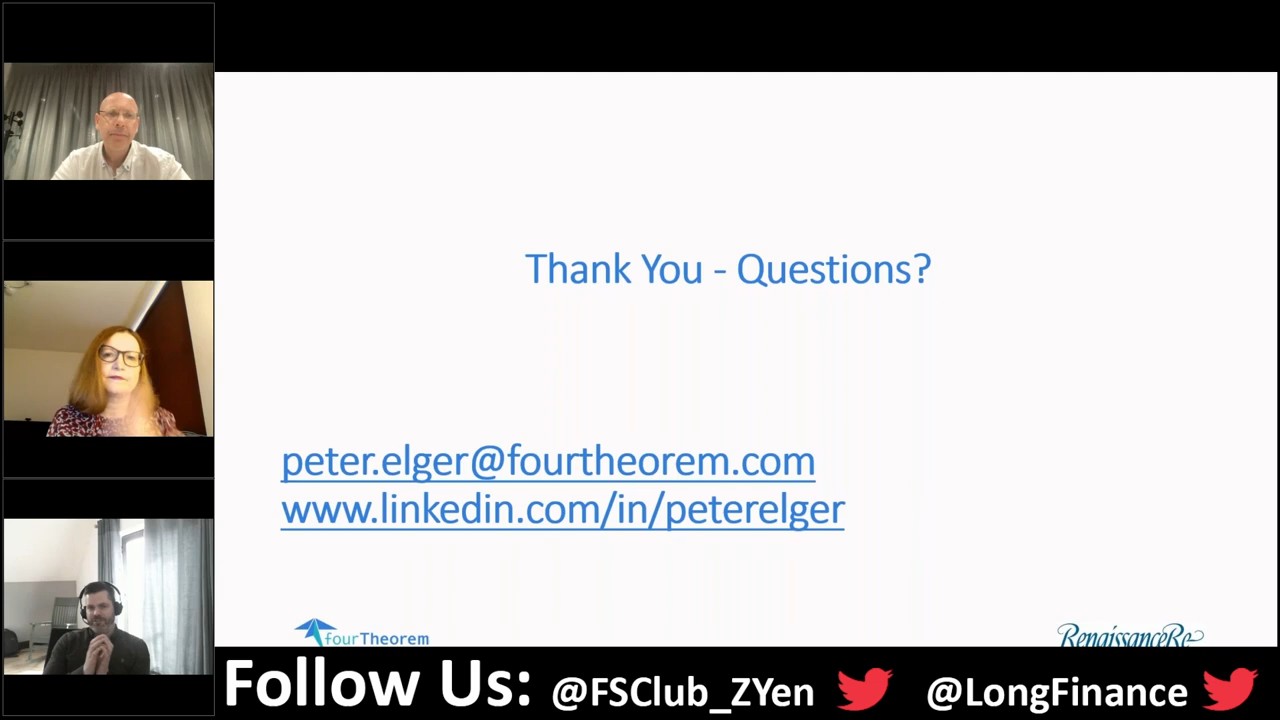 Thank You - Questions?
peter.elger@fourtheorem.com
www.linkedin.com/in/peterelger
fourTheorem
RenaissanceRe
Follow Us: @FSClub_ZYen @LongFinance